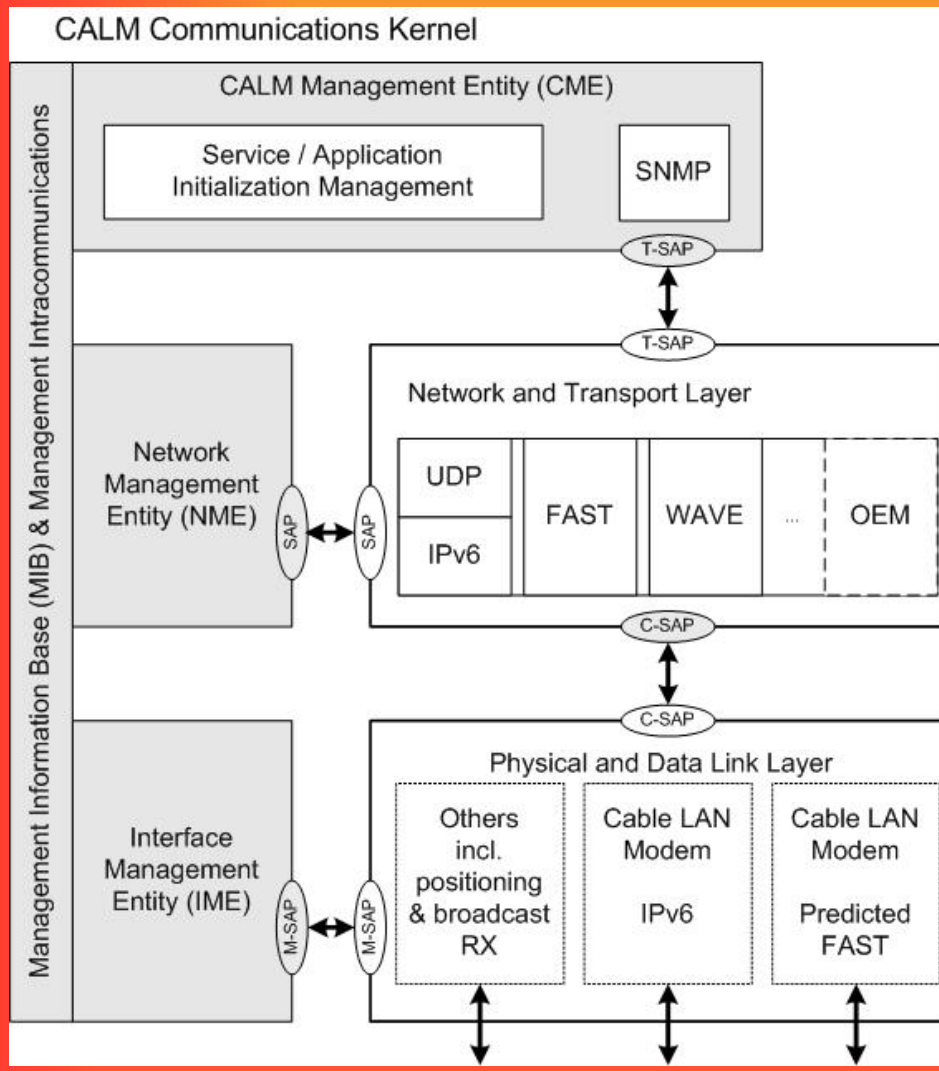 CALM Communications Kernel
Management Information Base (MIB) & Management Intracommunications
CALM Management Entity (CME)
Service / Application
Initialization Management
SNMP
T-SAP
T-SAP
Network
Management
Entity (NME)
SAP
SAP
Network and Transport Layer
UDP
IPv6
FAST
WAVE
...
OEM
C-SAP
C-SAP
Interface
Management
Entity (IME)
M-SAP
M-SAP
Physical and Data Link Layer
Others
incl.
positioning
& broadcast
RX
Cable LAN
Modem
IPv6
Cable LAN
Modem
Predicted
FAST